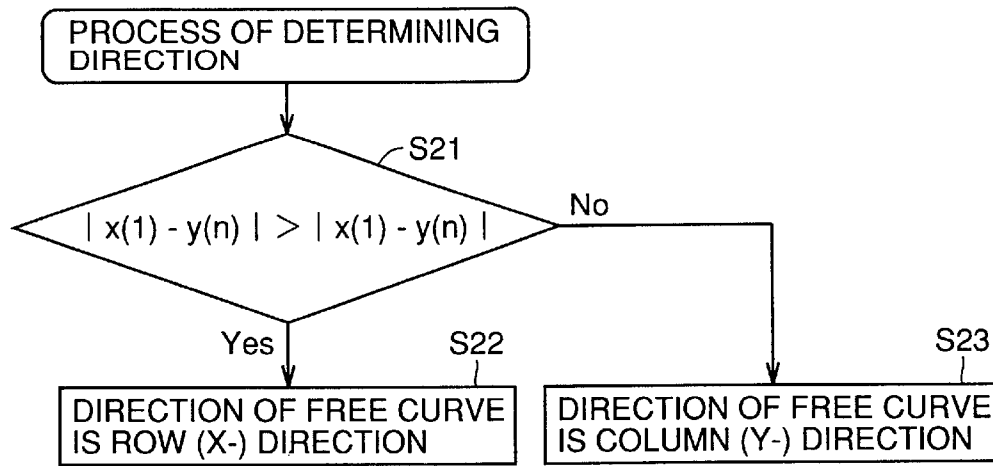 PROCESS OF DETERMINING
DIRECTION
S21
| x(1) - y(n) | > | x(1) - y(n) |
No
Yes
S22
S23
DIRECTION OF FREE CURVE
IS ROW (X-) DIRECTION
DIRECTION OF FREE CURVE
IS COLUMN (Y-) DIRECTION